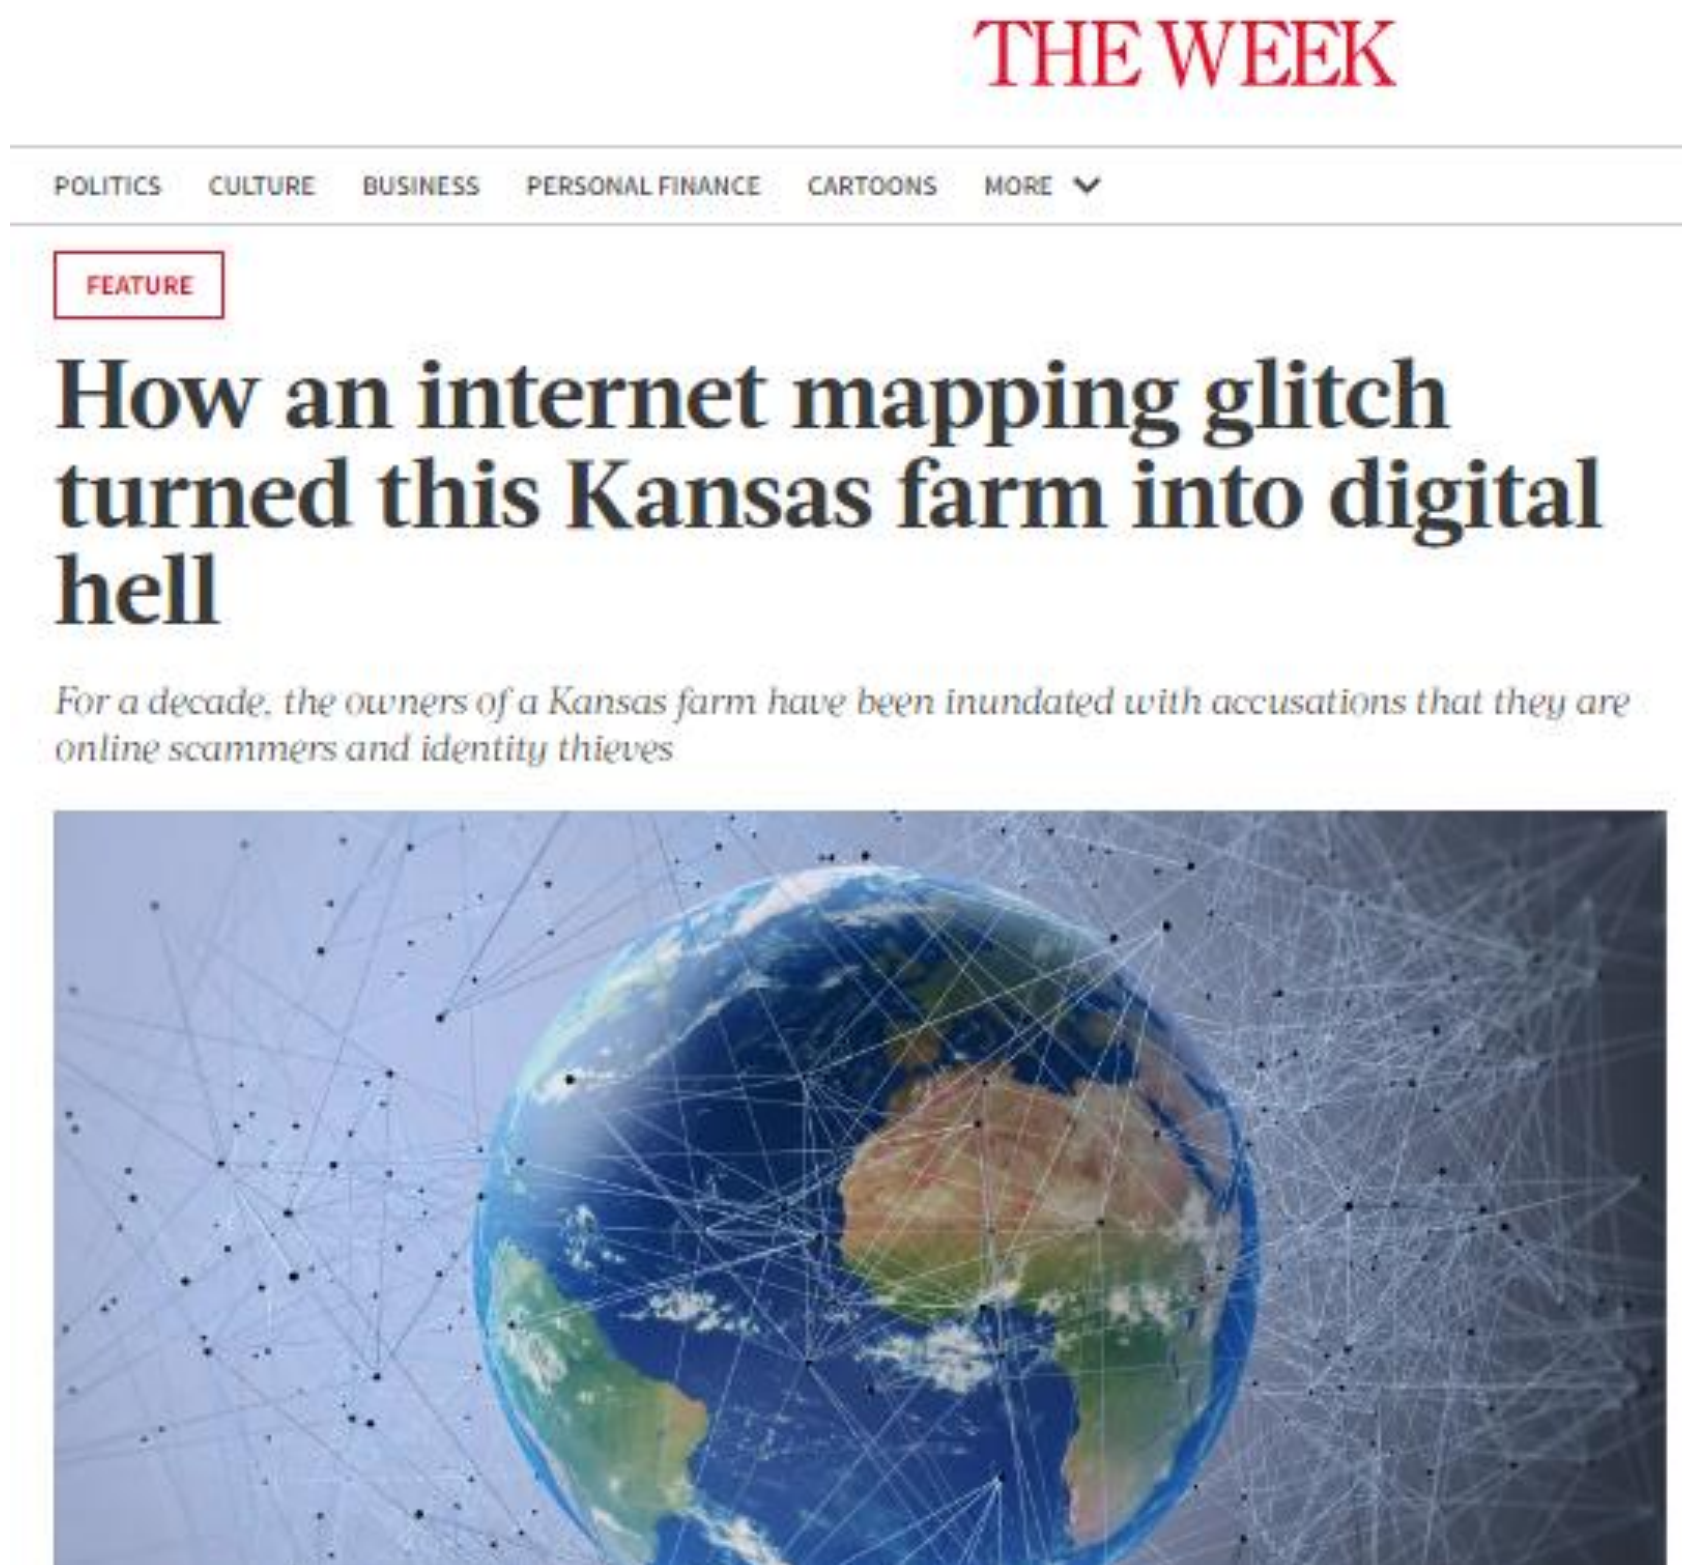 THE WEEK
POLITICS CULTURE BUSINESS PERSONAL FINANCE CARTOONS MORE
FEATURE
How an internet mapping glitch
turned this Kansas farm into digital
hell
For a decade, the owners of a Kansas farm have been inundated with accusations that they are
online scammers and identity thieves